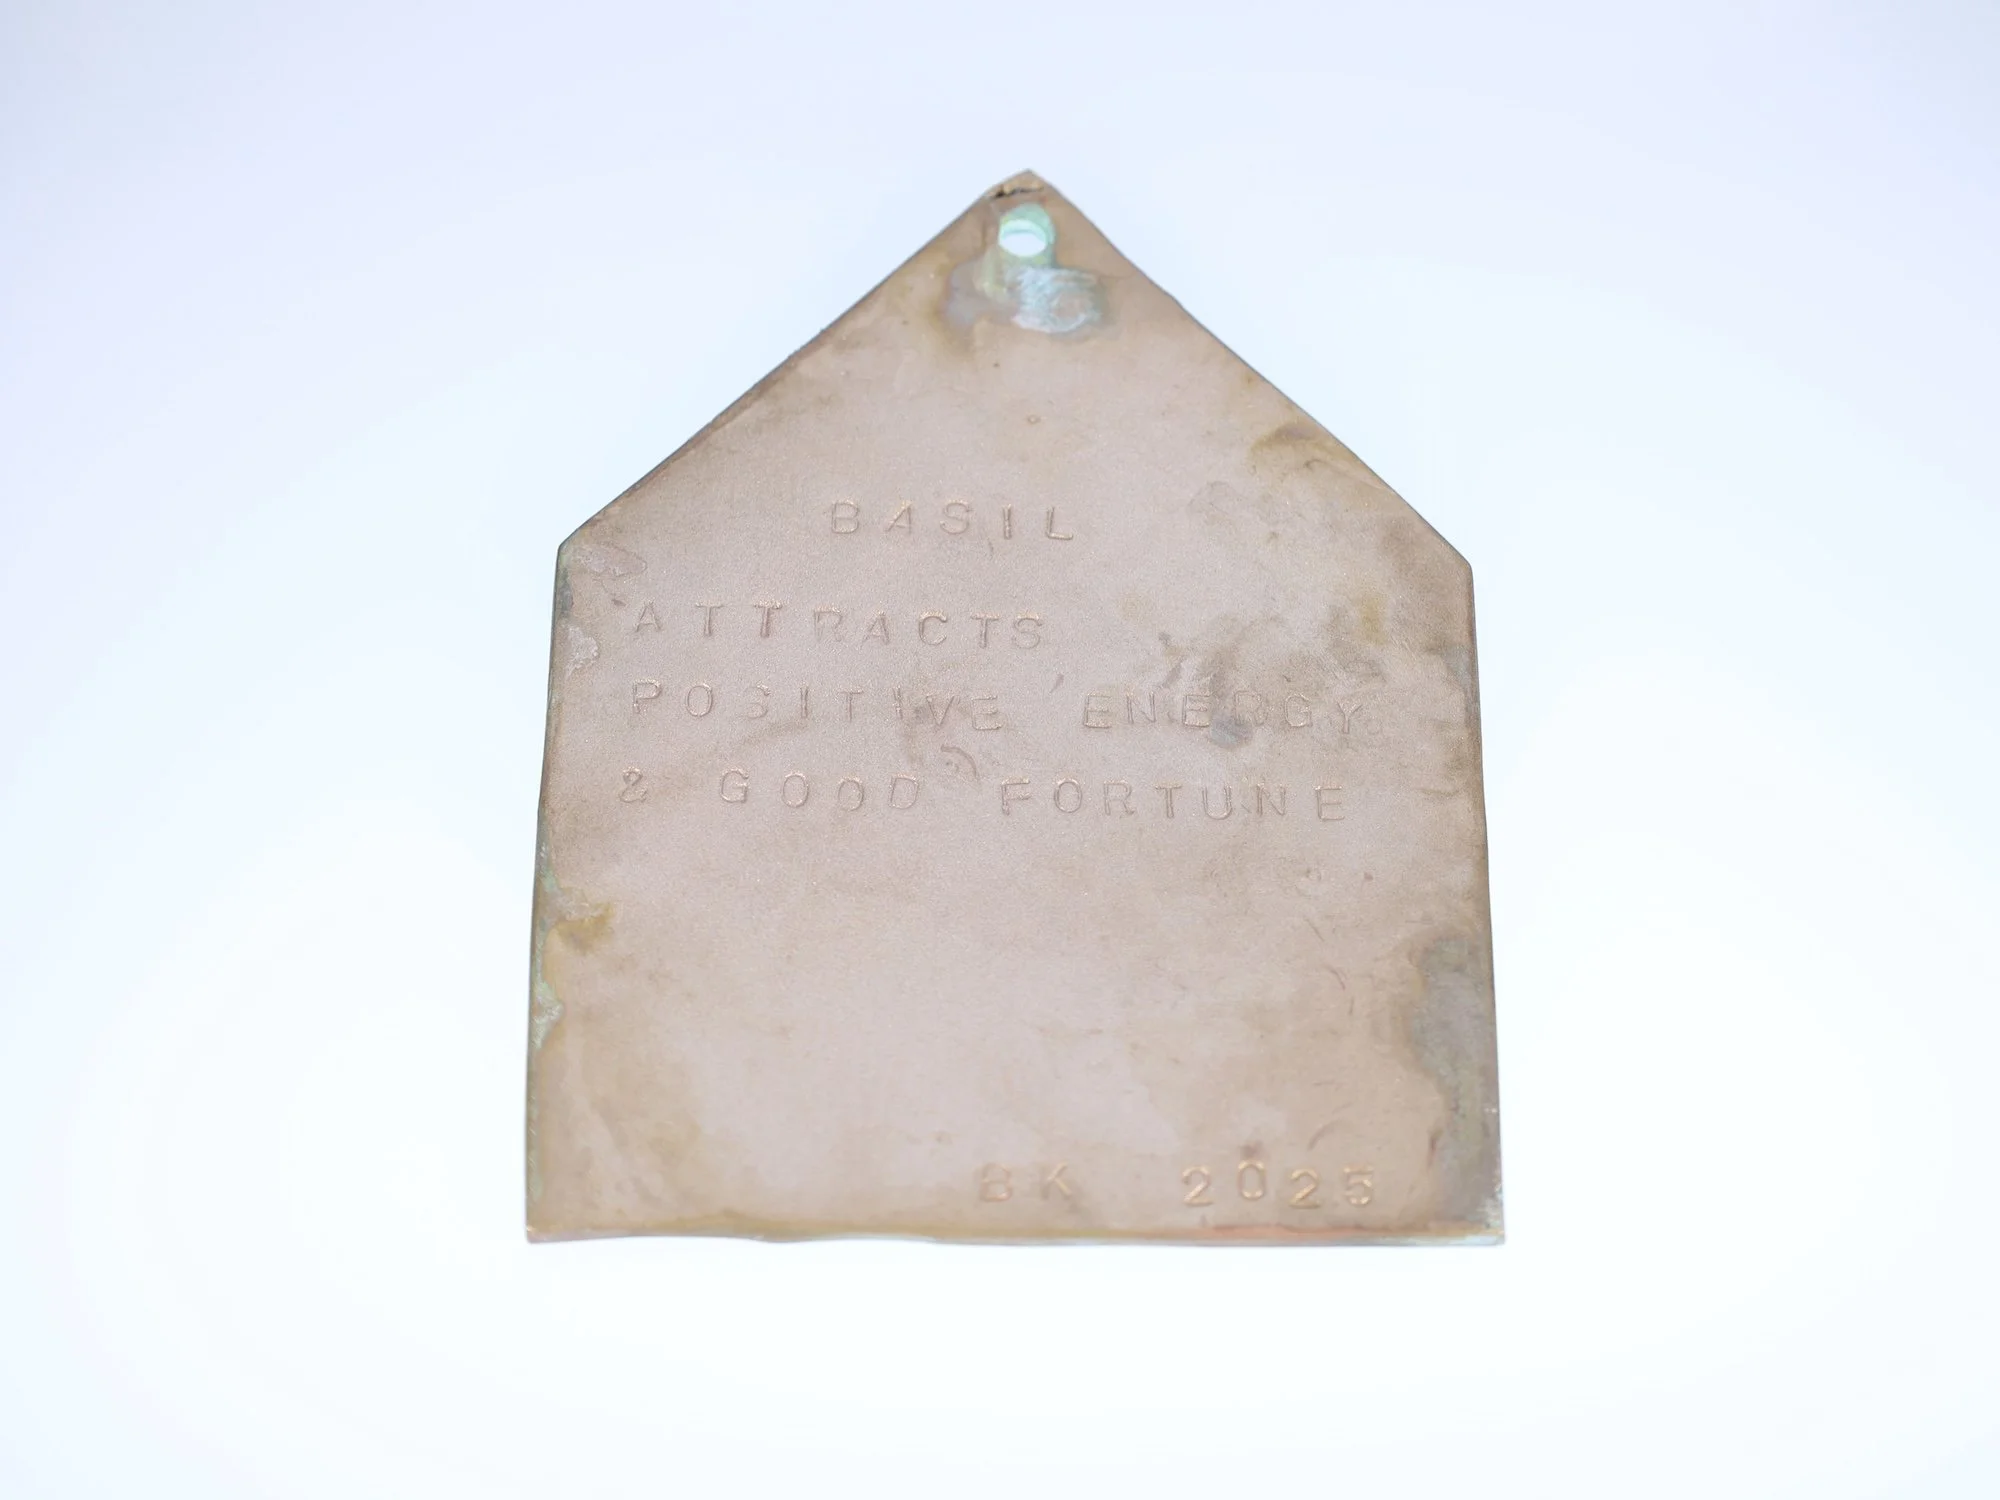 BASIL
ATTRACTS
POSITIVE ENERGY
& GOOD FORTUNE
BK 2025